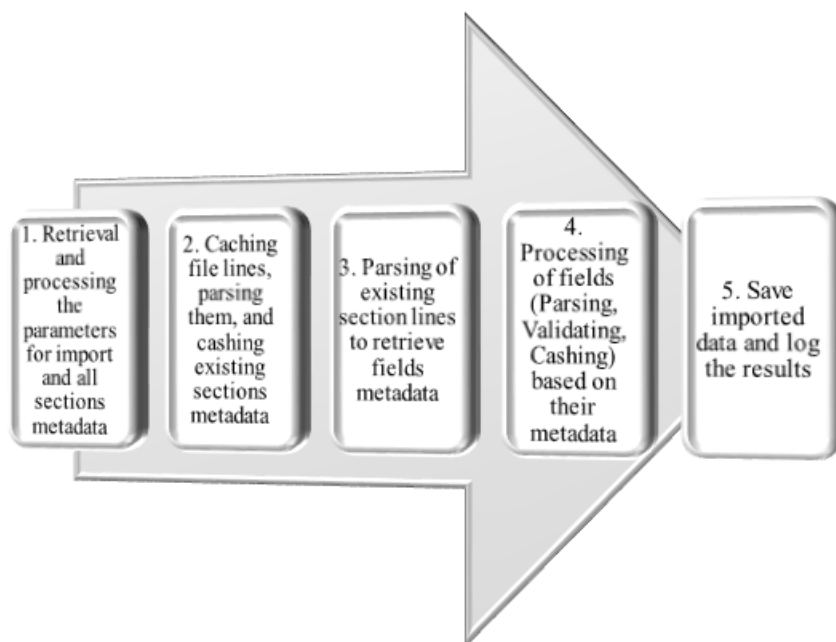 1. Retrieval
and
processing
the
parameters
for import
and all
sections
metadata
2. Caching
file lines,
parsing
them, and
cashing
existing
sections
metadata
3. Parsing of
existing
section lines
to retrieve
fields
metadata
4.
Processing
of fields
(Parsing,
Validating,
Cashing)
based on
their
metadata
5. Save
imported
data and log
the results